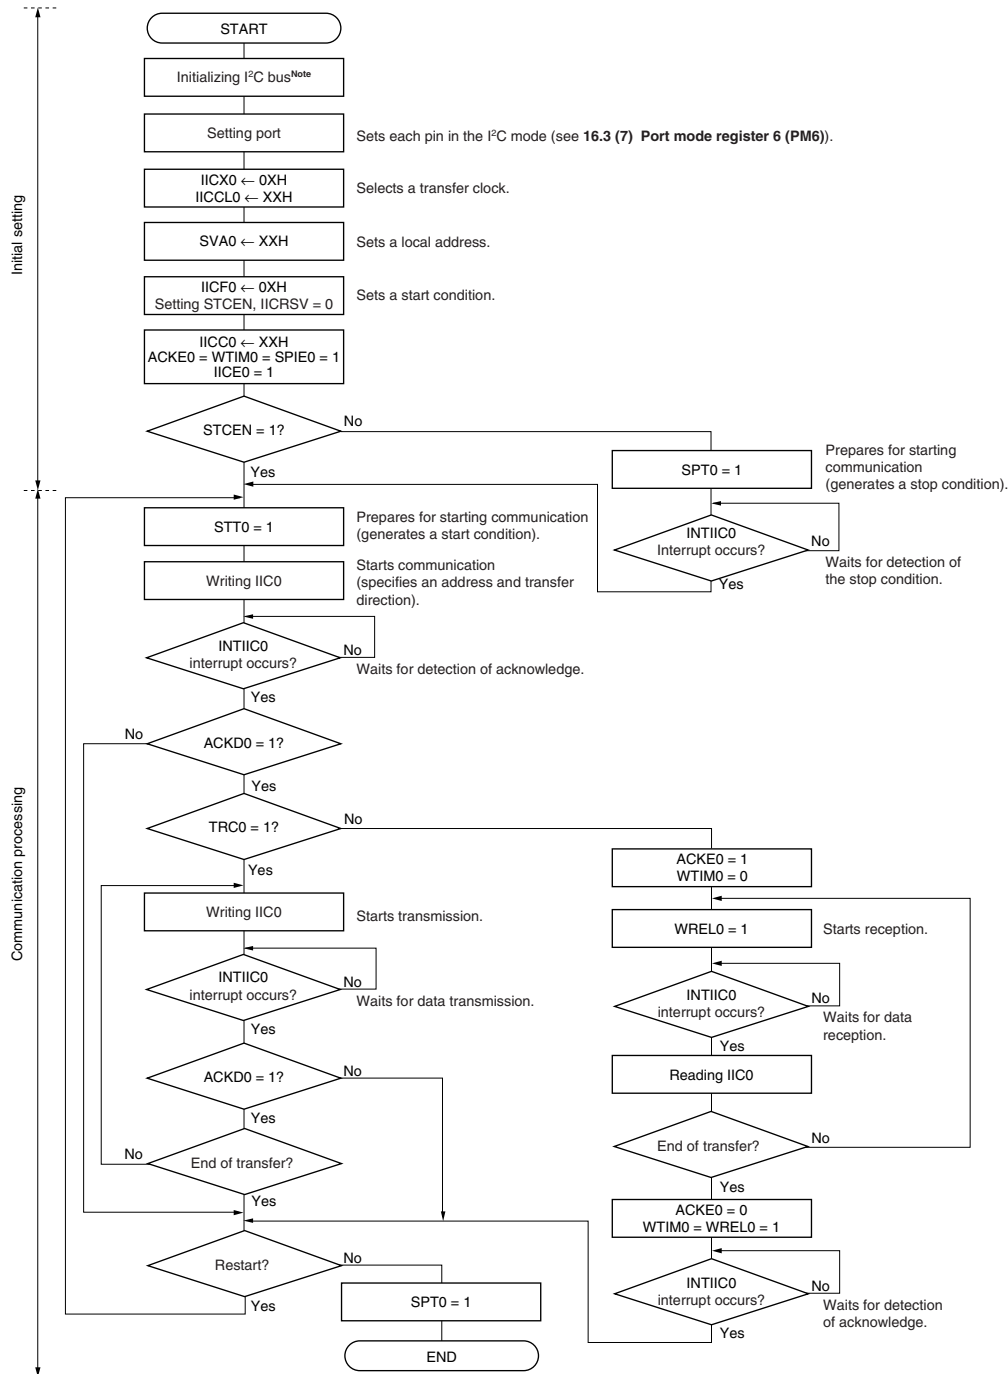 START
Initializing I²C bus^Note
Setting port
Sets each pin in the I²C mode (see 16.3 (7) Port mode register 6 (PM6)).
IICX0 ← 0XH
IICCL0 ← XXH
Selects a transfer clock.
SVA0 ← XXH
Sets a local address.
IICF0 ← 0XH
Setting STCEN, IICRSV = 0
Sets a start condition.
IICC0 ← XXH
ACKE0 = WTIM0 = SPIE0 = 1
IICE0 = 1
Initial setting
STCEN = 1?
No
Yes
SPT0 = 1
Prepares for starting
communication
(generates a stop condition).
INTIIC0
Interrupt occurs?
No
Waits for detection of
the stop condition.
Yes
STT0 = 1
Prepares for starting communication
(generates a start condition).
Writing IIC0
Starts communication
(specifies an address and transfer
direction).
INTIIC0
interrupt occurs?
No
Waits for detection of acknowledge.
Yes
ACKD0 = 1?
No
Yes
TRC0 = 1?
No
Yes
Communication processing
Writing IIC0
Starts transmission.
INTIIC0
interrupt occurs?
No
Waits for data transmission.
Yes
ACKD0 = 1?
No
Yes
End of transfer?
No
Yes
ACKE0 = 1
WTIM0 = 0
WREL0 = 1
Starts reception.
INTIIC0
interrupt occurs?
No
Waits for data
reception.
Yes
Reading IIC0
End of transfer?
No
Yes
ACKE0 = 0
WTIM0 = WREL0 = 1
INTIIC0
interrupt occurs?
No
Waits for detection
of acknowledge.
Yes
Restart?
No
Yes
SPT0 = 1
END